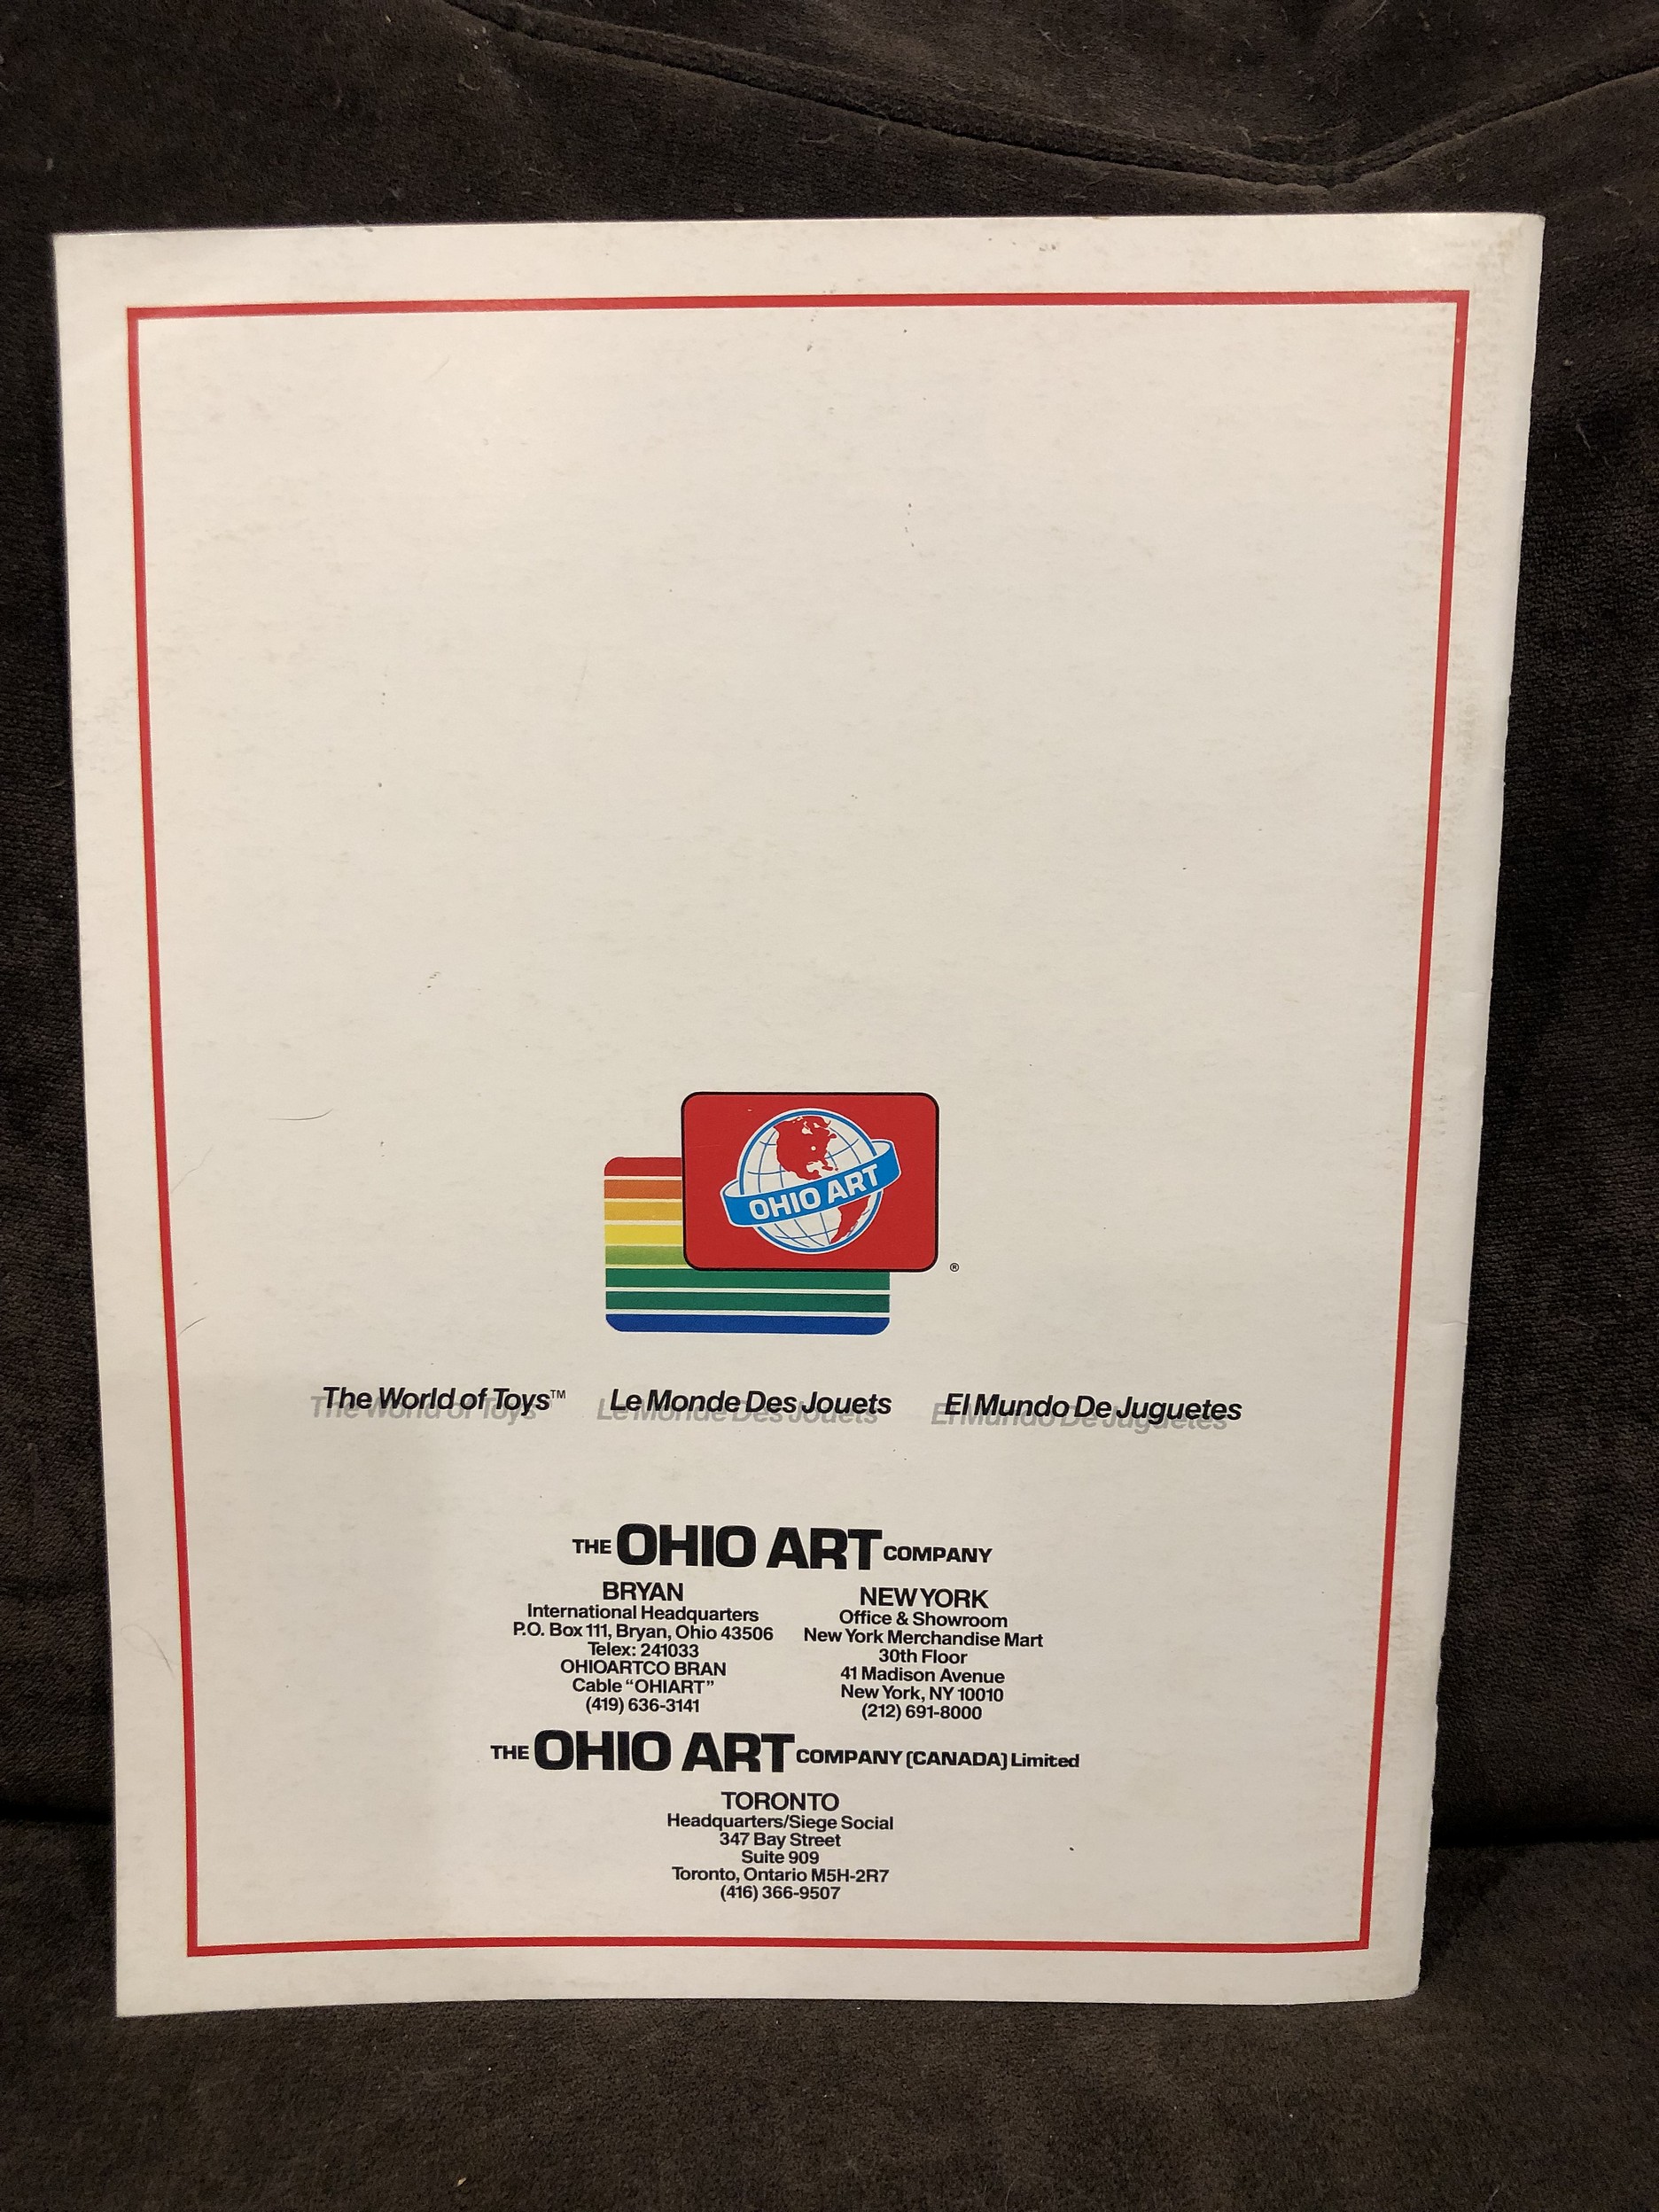 OHIO ART
®
The World of Toys™ Le Monde Des Jouets El Mundo De Juguetes
THE OHIO ART COMPANY
BRYAN
International Headquarters
P.O. Box 111, Bryan, Ohio 43506
Telex: 241033
OHIOARTCO BRAN
Cable “OHIART”
(419) 636-3141
NEW YORK
Office & Showroom
New York Merchandise Mart
30th Floor
41 Madison Avenue
New York, NY 10010
(212) 691-8000
THE OHIO ART COMPANY (CANADA) Limited
TORONTO
Headquarters/Siege Social
347 Bay Street
Suite 909
Toronto, Ontario M5H-2R7
(416) 366-9507